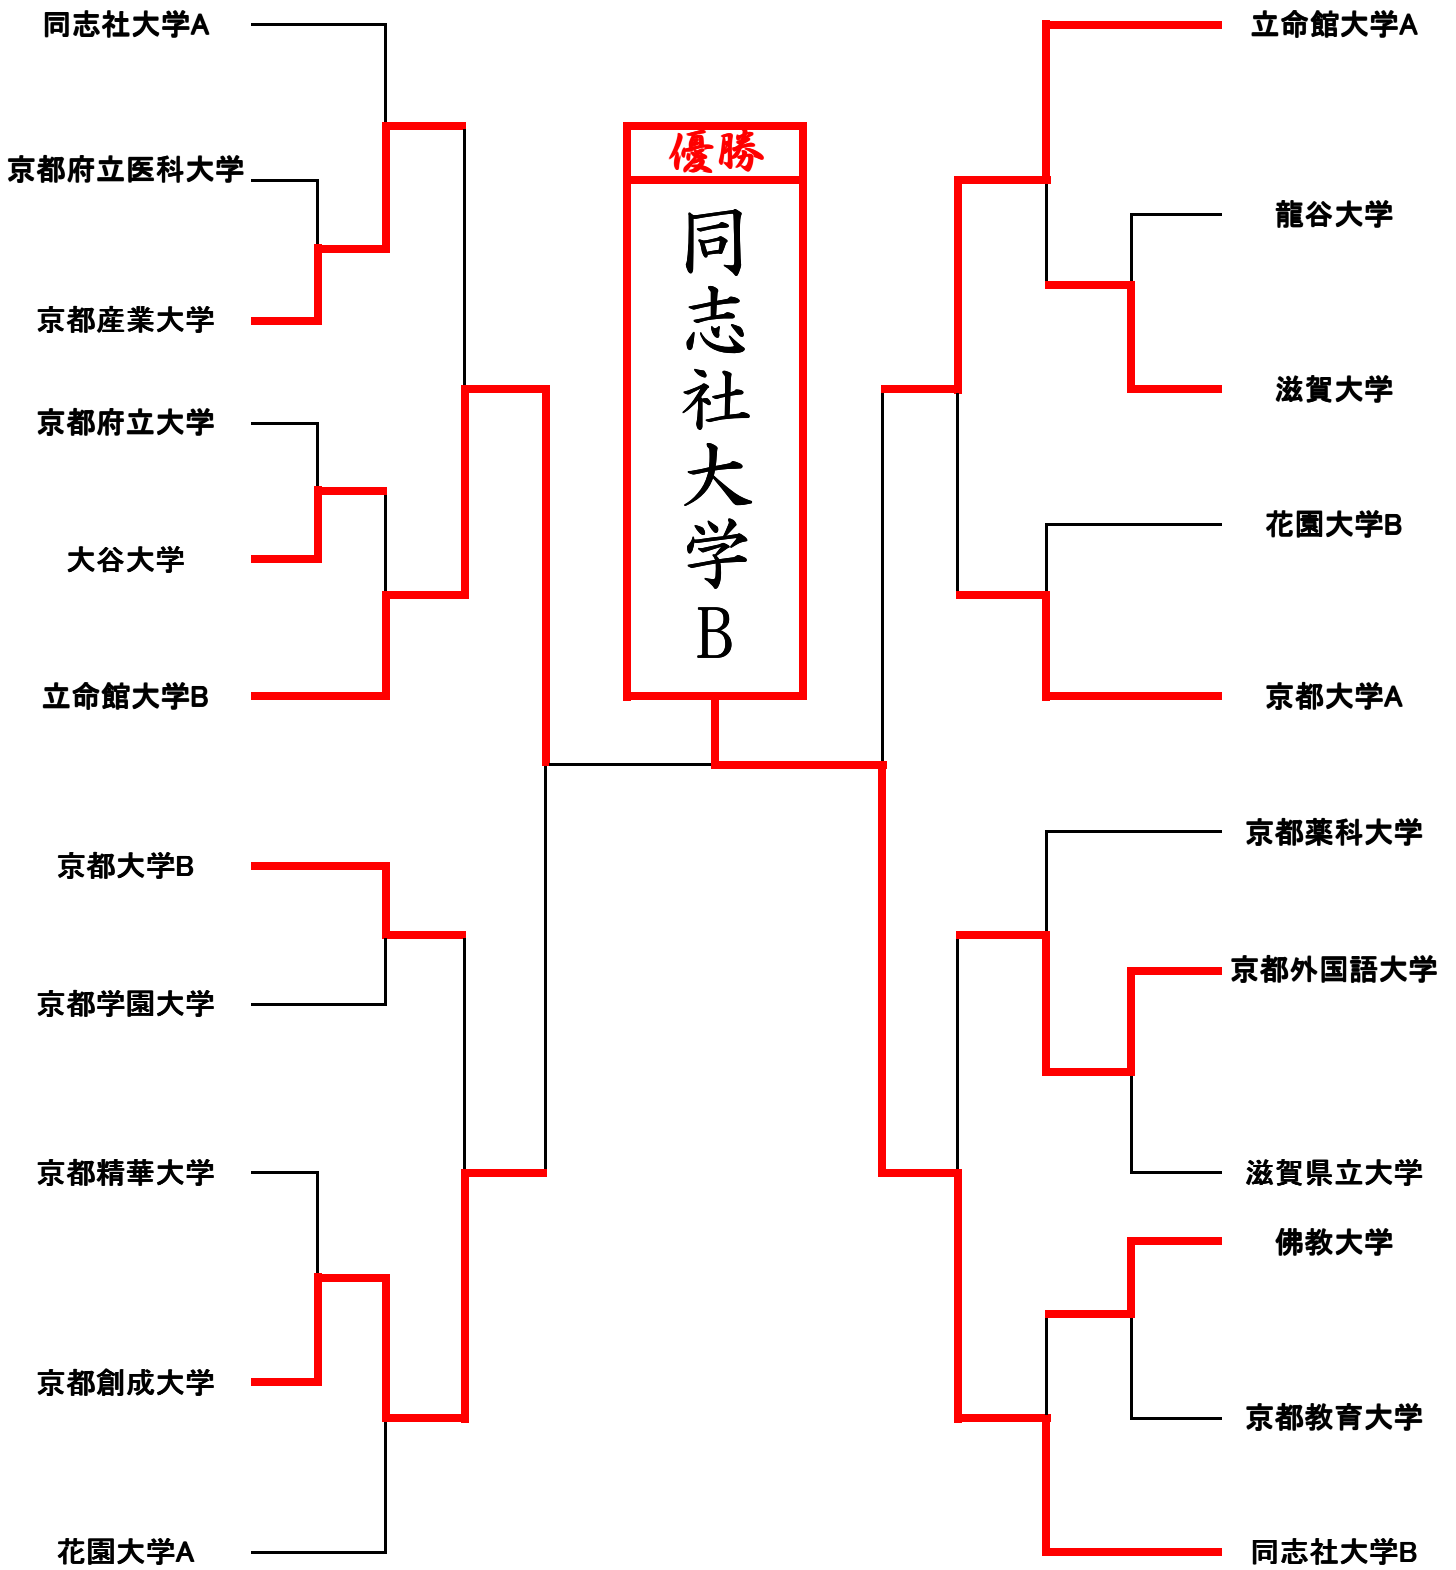 同志社大学A
京都府立医科大学
京都産業大学
京都府立大学
大谷大学
立命館大学B
京都大学B
京都学園大学
京都精華大学
京都創成大学
花園大学A
優勝
同志社大学B
立命館大学A
龍谷大学
滋賀大学
花園大学B
京都大学A
京都薬科大学
京都外国語大学
滋賀県立大学
佛教大学
京都教育大学
同志社大学B